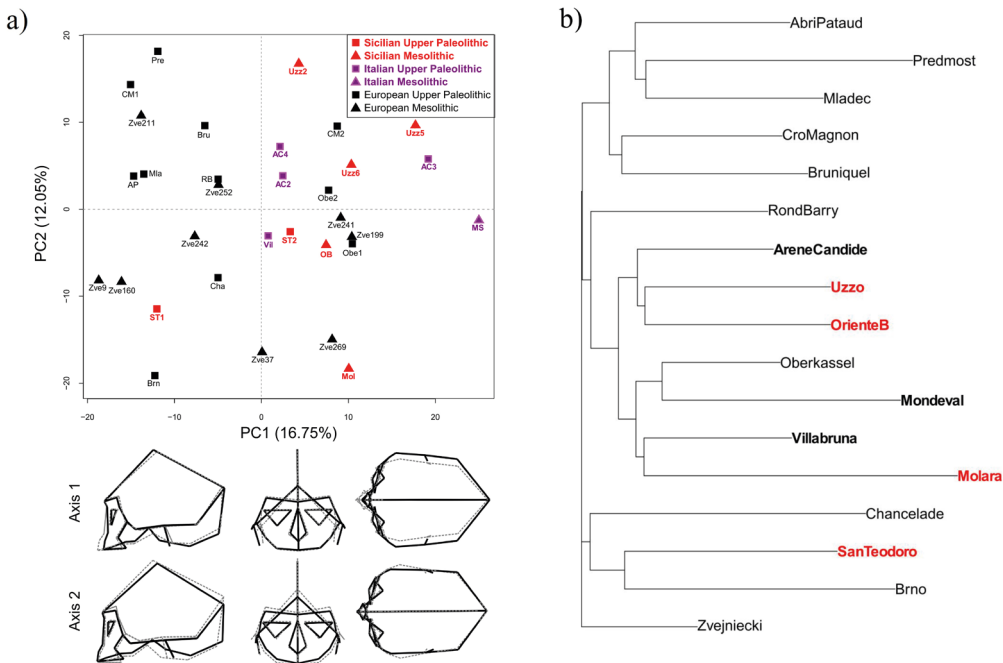 a)
20
10
0
−10
−20
PC2 (12.05%)
−20
−10
0
10
20
PC1 (16.75%)
Sicilian Upper Paleolithic
Sicilian Mesolithic
Italian Upper Paleolithic
Italian Mesolithic
European Upper Paleolithic
European Mesolithic
Pre
CM1
Zve211
Bru
Uzz2
CM2
Uzz5
AC4
AC3
Uzz6
AC2
AP
Mla
RB
Zve252
Obe2
MS
Zve241
Zve199
Zve242
Vil
ST2
OB
Obe1
Zve9
Zve160
Cha
ST1
Zve37
Zve269
Mol
Brn
Axis 1
Axis 2
b)
AbriPataud
Predmost
Mladec
CroMagnon
Bruniquel
RondBarry
AreneCandide
Uzzo
OrienteB
Oberkassel
Mondeval
Villabruna
Molara
Chancelade
SanTeodoro
Brno
Zvejniecki